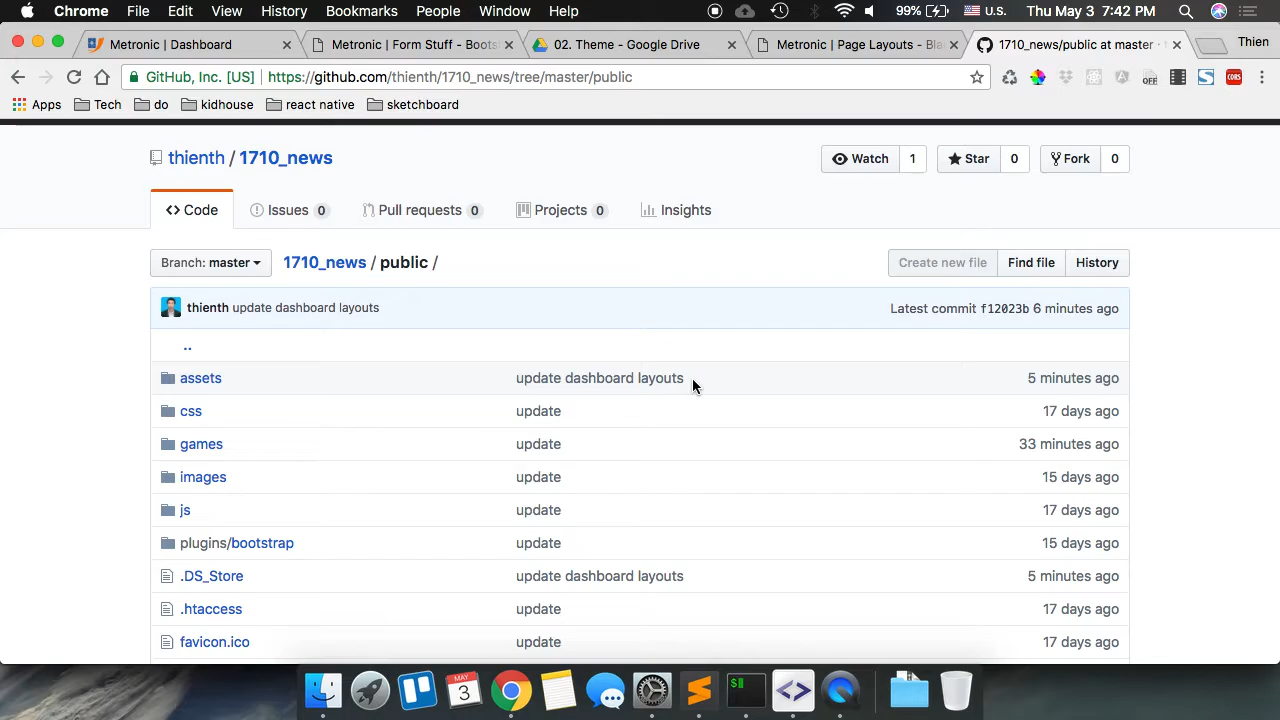 Chrome File Edit View History Bookmarks People Window Help 99% U.S. Thu May 3 7:42 PM
Metronic | Dashboard Metronic | Form Stuff - Boots 02. Theme - Google Drive Metronic | Page Layouts - Bla 1710_news/public at master · Thien
GitHub, Inc. [US] https://github.com/thienth/1710_news/tree/master/public OFF CORS
Apps Tech do kidhouse react native sketchboard
thienth / 1710_news Watch 1 Star 0 Fork 0
Code Issues 0 Pull requests 0 Projects 0 Insights
Branch: master 1710_news / public / Create new file Find file History
thienth update dashboard layouts Latest commit f12023b 6 minutes ago
..
assets update dashboard layouts 5 minutes ago
css update 17 days ago
games update 33 minutes ago
images update 15 days ago
js update 17 days ago
plugins/bootstrap update 15 days ago
.DS_Store update dashboard layouts 5 minutes ago
.htaccess update 17 days ago
favicon.ico update 17 days ago
MAY
3